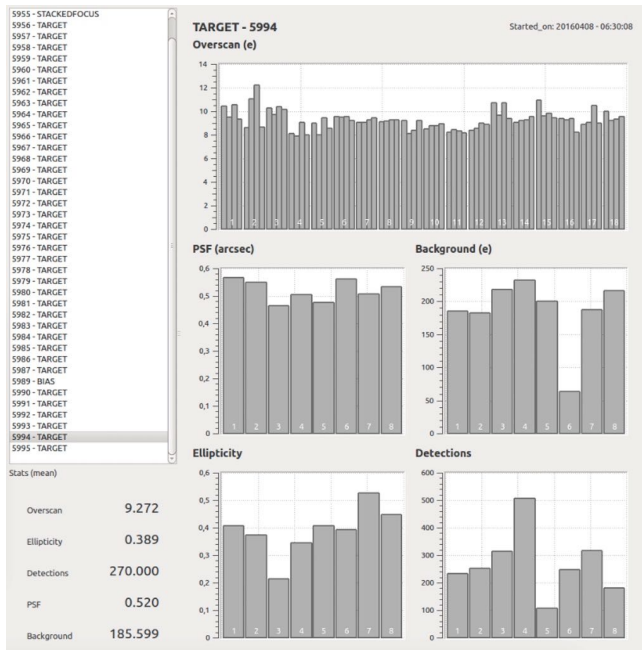 5955 - STACKEDFOCUS
5956 - TARGET
5957 - TARGET
5958 - TARGET
5959 - TARGET
5960 - TARGET
5961 - TARGET
5962 - TARGET
5963 - TARGET
5964 - TARGET
5965 - TARGET
5966 - TARGET
5967 - TARGET
5968 - TARGET
5969 - TARGET
5970 - TARGET
5971 - TARGET
5972 - TARGET
5973 - TARGET
5974 - TARGET
5975 - TARGET
5976 - TARGET
5977 - TARGET
5978 - TARGET
5979 - TARGET
5980 - TARGET
5981 - TARGET
5982 - TARGET
5983 - TARGET
5984 - TARGET
5985 - TARGET
5986 - TARGET
5987 - TARGET
5989 - BIAS
5990 - TARGET
5991 - TARGET
5992 - TARGET
5993 - TARGET
5994 - TARGET
5995 - TARGET
Stats (mean)
Overscan 9.272
Ellipticity 0.389
Detections 270.000
PSF 0.520
Background 185.599
TARGET - 5994 Started_on: 20160408 - 06:30:08
Overscan (e)
14
12
10
8
6
4
2
0
1 2 3 4 5 6 7 8 9 10 11 12 13 14 15 16 17 18
PSF (arcsec)
0,6
0,5
0,4
0,3
0,2
0,1
0
1 2 3 4 5 6 7 8
Background (e)
250
200
150
100
50
0
1 2 3 4 5 6 7 8
Ellipticity
0,6
0,5
0,4
0,3
0,2
0,1
0
1 2 3 4 5 6 7 8
Detections
600
500
400
300
200
100
0
1 2 3 4 5 6 7 8